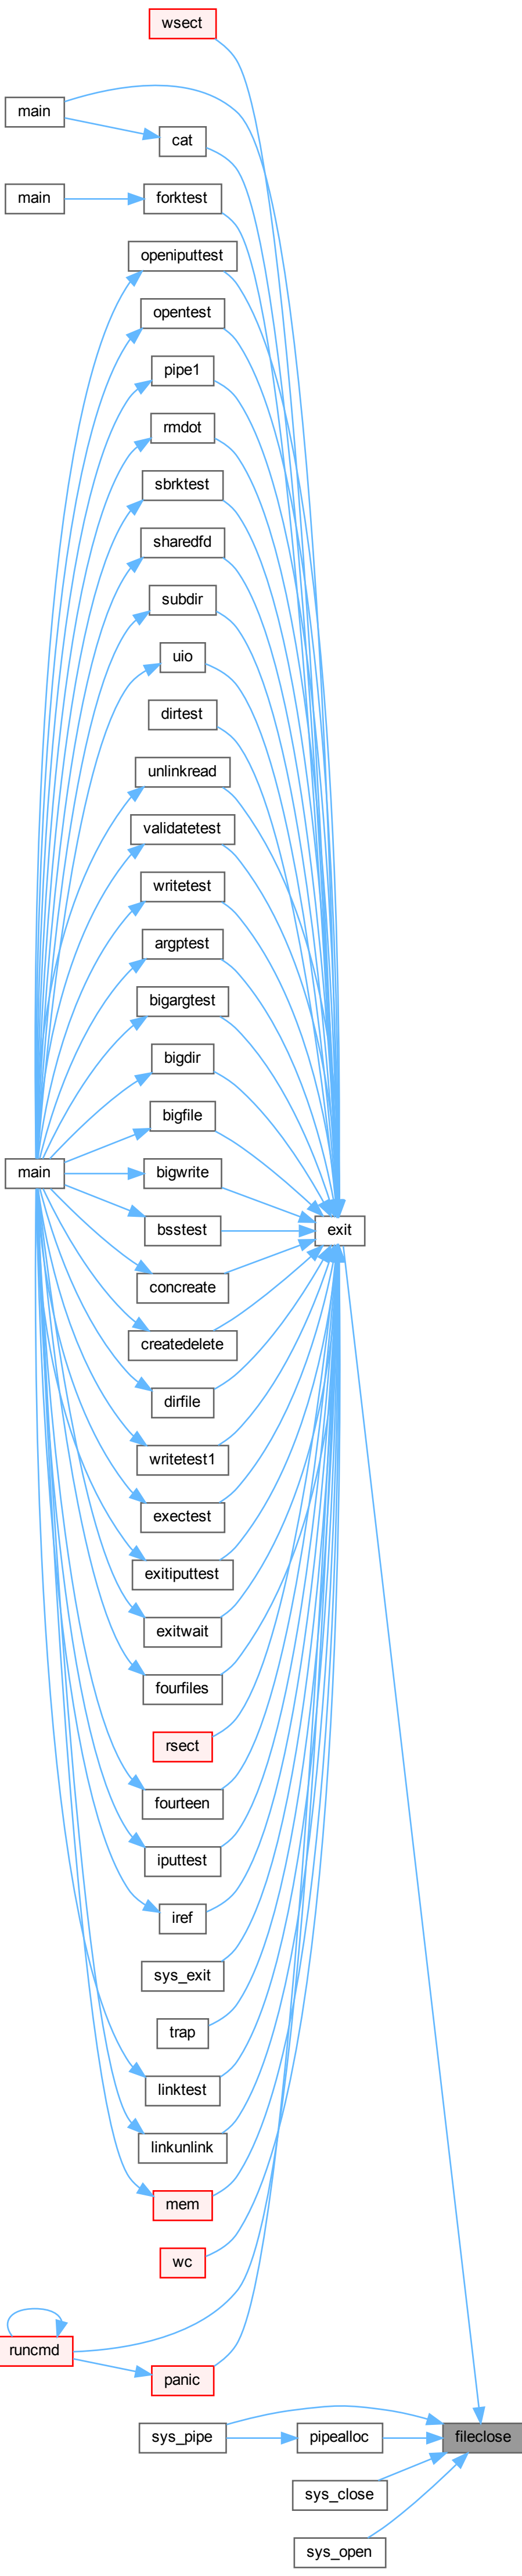 wsect
main
cat
main
forktest
openiputtest
opentest
pipe1
rmdot
sbrktest
sharedfd
subdir
uio
dirtest
unlinkread
validatetest
writetest
argptest
bigargtest
bigdir
bigfile
main
bigwrite
bsstest
exit
concreate
createdelete
dirfile
writetest1
exectest
exitiputtest
exitwait
fourfiles
rsect
fourteen
iputtest
iref
sys_exit
trap
linktest
linkunlink
mem
wc
runcmd
panic
sys_pipe
pipealloc
fileclose
sys_close
sys_open